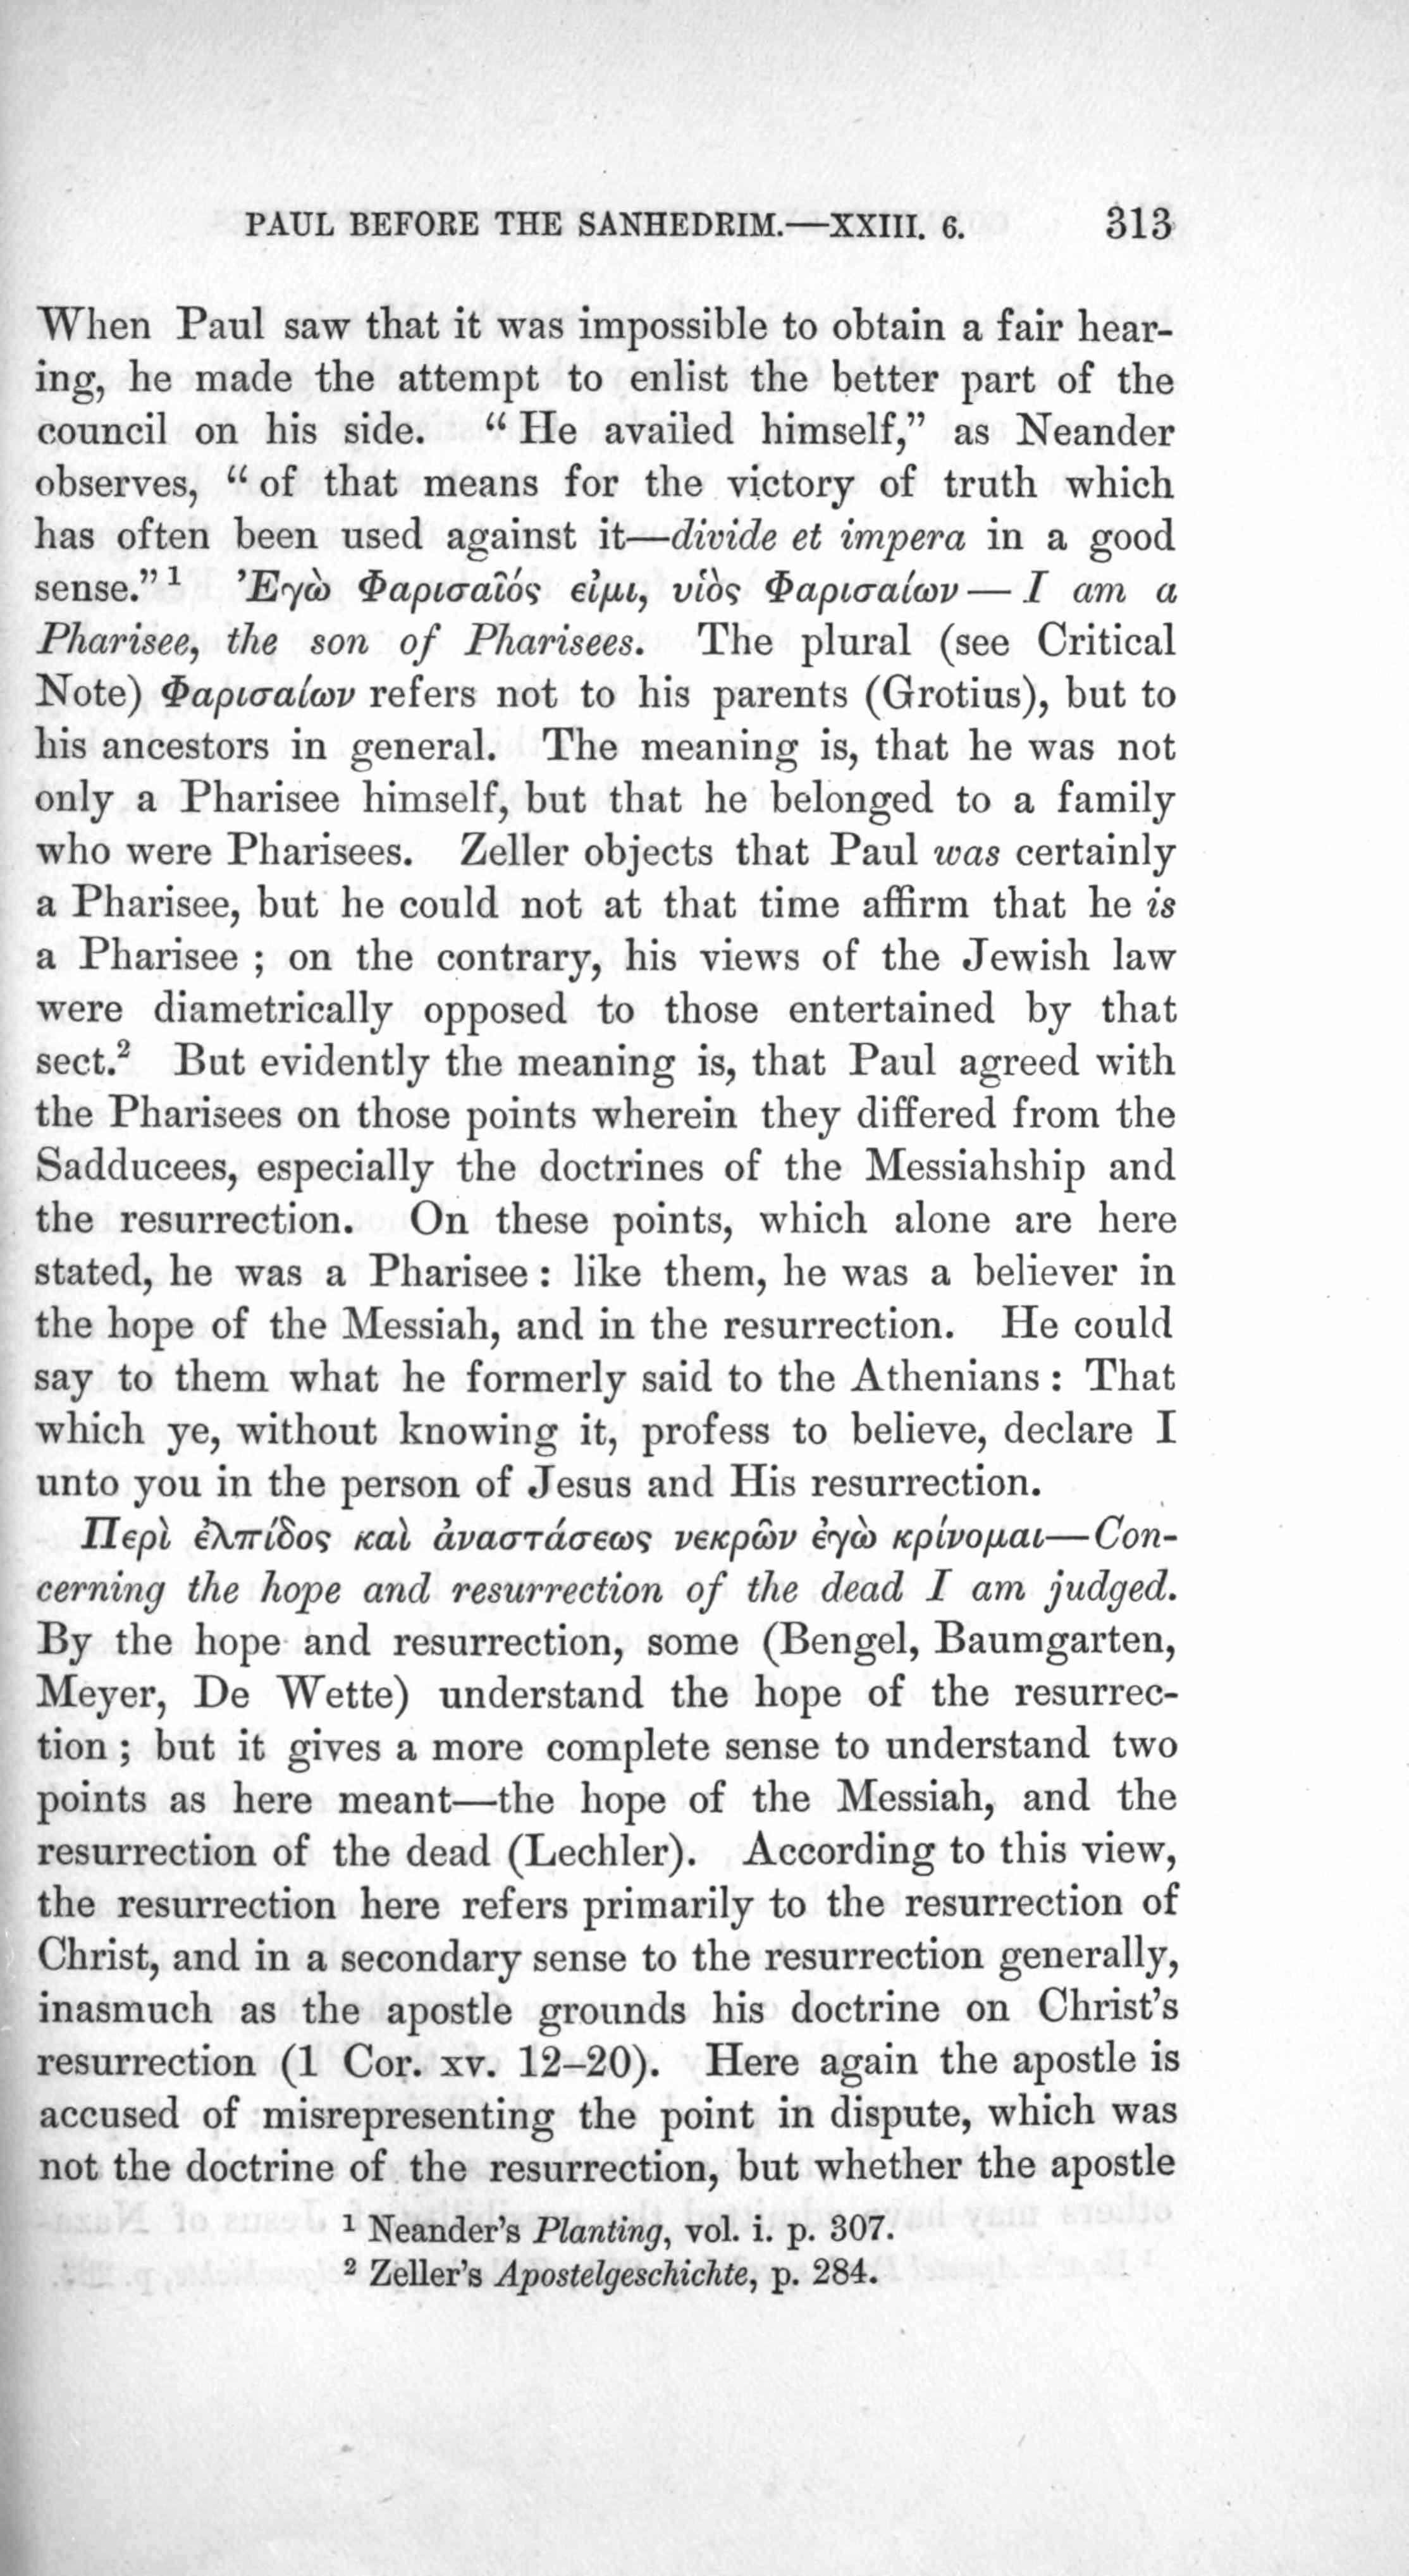 PAUL BEFORE THE SANHEDRIM.—XXIII. 6. 313
When Paul saw that it was impossible to obtain a fair hear-
ing, he made the attempt to enlist the better part of the
council on his side. “He availed himself,” as Neander
observes, “of that means for the victory of truth which
has often been used against it—divide et impera in a good
sense.”¹ Ἐγὼ Φαρισαῖός εἰμι, υἱὸς Φαρισαίων—I am a
Pharisee, the son of Pharisees. The plural (see Critical
Note) Φαρισαίων refers not to his parents (Grotius), but to
his ancestors in general. The meaning is, that he was not
only a Pharisee himself, but that he belonged to a family
who were Pharisees. Zeller objects that Paul was certainly
a Pharisee, but he could not at that time affirm that he is
a Pharisee ; on the contrary, his views of the Jewish law
were diametrically opposed to those entertained by that
sect.² But evidently the meaning is, that Paul agreed with
the Pharisees on those points wherein they differed from the
Sadducees, especially the doctrines of the Messiahship and
the resurrection. On these points, which alone are here
stated, he was a Pharisee : like them, he was a believer in
the hope of the Messiah, and in the resurrection. He could
say to them what he formerly said to the Athenians : That
which ye, without knowing it, profess to believe, declare I
unto you in the person of Jesus and His resurrection.
Περὶ ἐλπίδος καὶ ἀναστάσεως νεκρῶν ἐγὼ κρίνομαι—Con-
cerning the hope and resurrection of the dead I am judged.
By the hope and resurrection, some (Bengel, Baumgarten,
Meyer, De Wette) understand the hope of the resurrec-
tion ; but it gives a more complete sense to understand two
points as here meant—the hope of the Messiah, and the
resurrection of the dead (Lechler). According to this view,
the resurrection here refers primarily to the resurrection of
Christ, and in a secondary sense to the resurrection generally,
inasmuch as the apostle grounds his doctrine on Christ’s
resurrection (1 Cor. xv. 12–20). Here again the apostle is
accused of misrepresenting the point in dispute, which was
not the doctrine of the resurrection, but whether the apostle
¹ Neander’s Planting, vol. i. p. 307.
² Zeller’s Apostelgeschichte, p. 284.